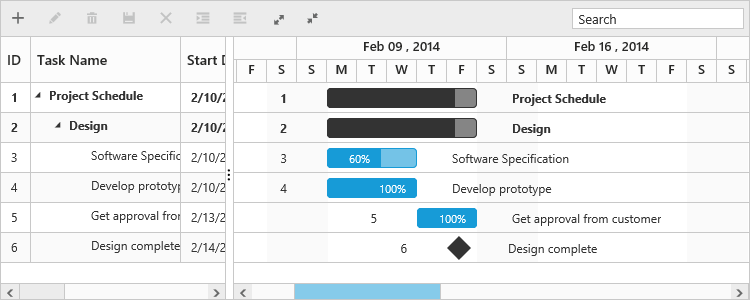 Search
ID Task Name Start D
1 Project Schedule 2/10/2
2 Design 2/10/2
3 Software Specific 2/10/2
4 Develop prototyp 2/10/2
5 Get approval from 2/13/2
6 Design complete 2/14/2
Feb 09 , 2014 Feb 16 , 2014
F S S M T W T F S S M T W T F S S
1 Project Schedule
2 Design
3 60% Software Specification
4 100% Develop prototype
5 100% Get approval from customer
6 Design complete